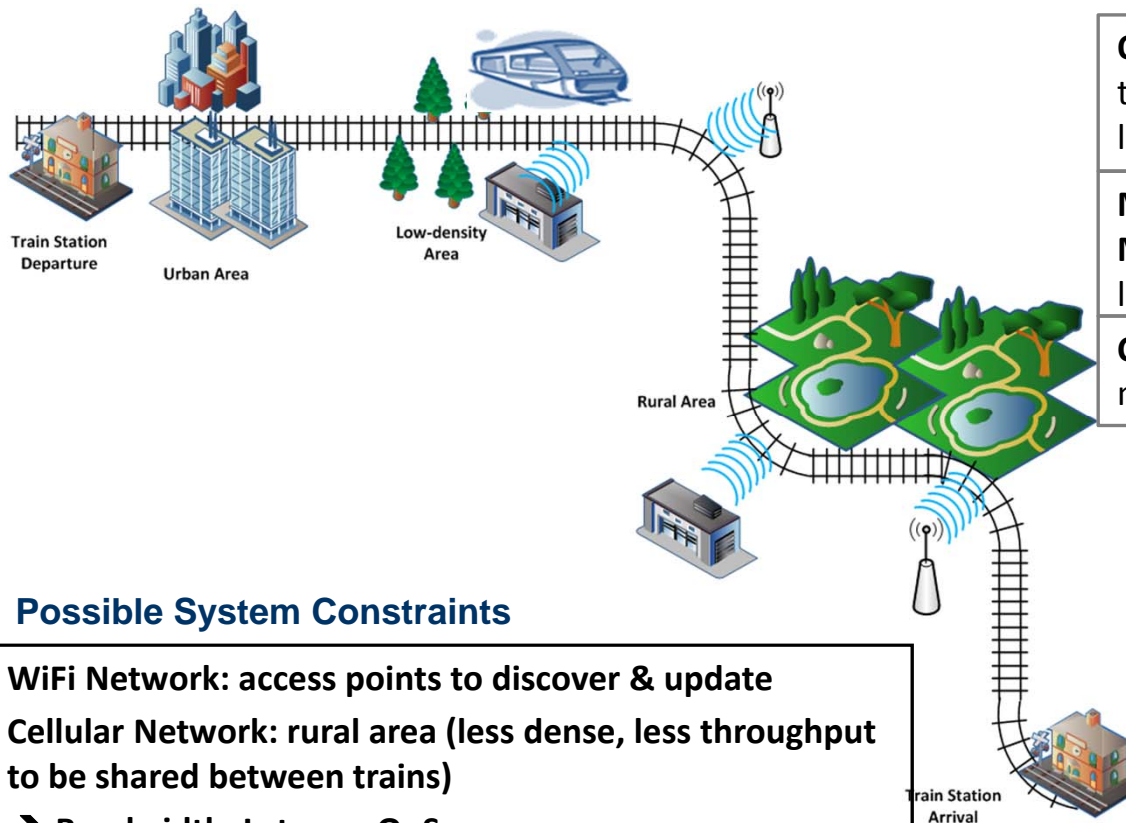 Train Station
Departure
Urban Area
Low-density
Area
Rural Area
Possible System Constraints
WiFi Network: access points to discover & update
Cellular Network: rural area (less dense, less throughput
to be shared between trains)
Train Station
Arrival